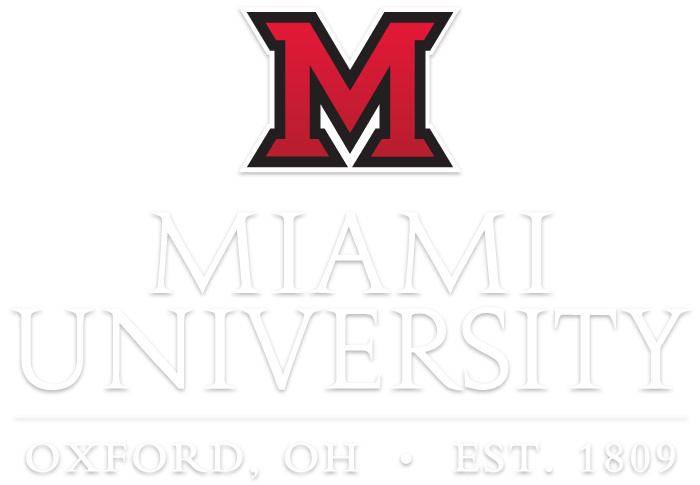 M
MIAMI
UNIVERSITY
OXFORD, OH • EST. 1809